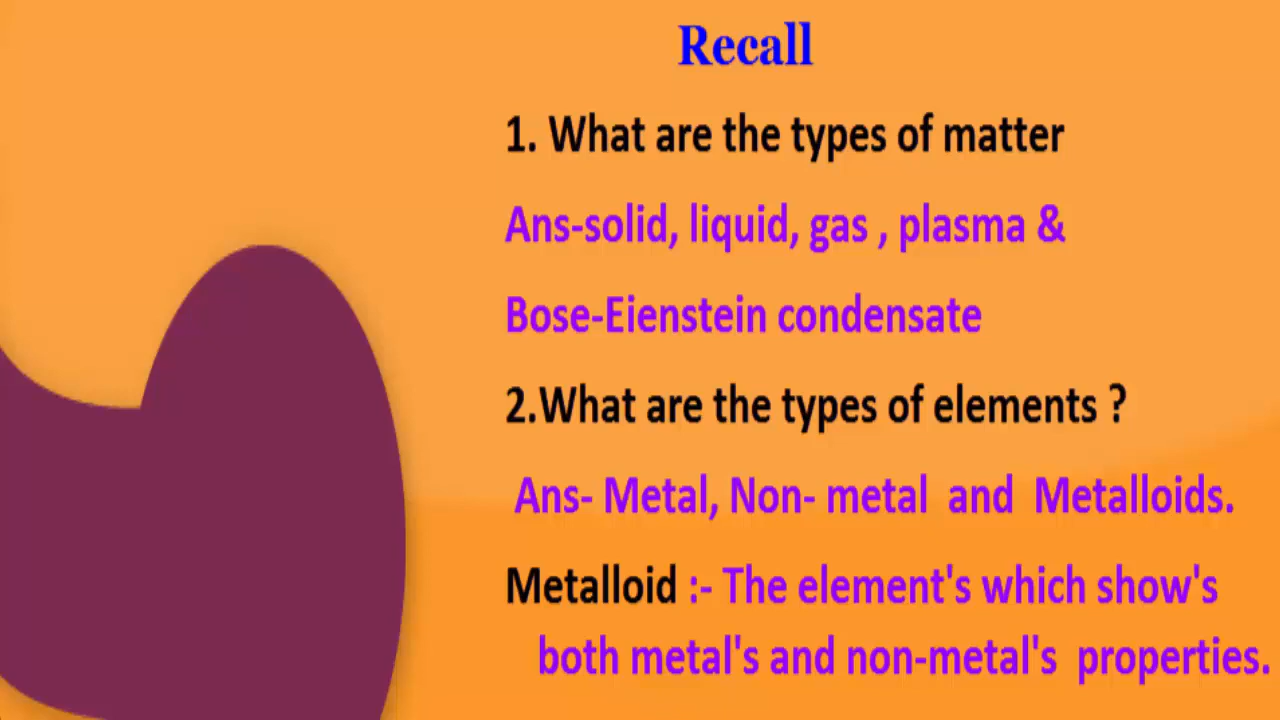 Recall
1. What are the types of matter
Ans-solid, liquid, gas , plasma &
Bose-Eienstein condensate
2.What are the types of elements ?
Ans- Metal, Non- metal and Metalloids.
Metalloid :- The element's which show's
both metal's and non-metal's properties.